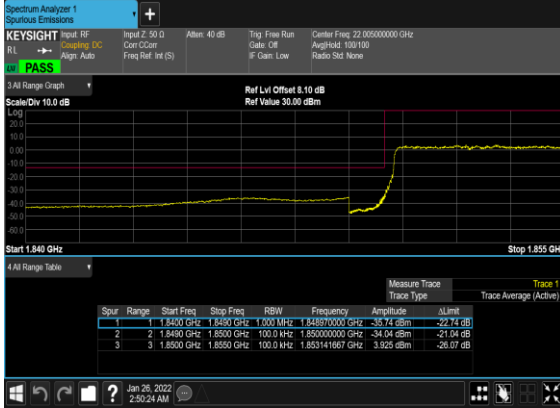 Spectrum Analyzer 1
Spurious Emissions
+
KEYSIGHT Input: RF Input Z: 50 Ω Atten: 40 dB Trig: Free Run Center Freq: 22.005000000 GHz
RL Coupling: DC Corr CCorr Gate: Off Avg|Hold: 100/100
Align: Auto Freq Ref: Int (S) IF Gain: Low Radio Std: None
LXI PASS
3 All Range Graph
Ref Lvl Offset 8.10 dB
Scale/Div 10.0 dB Ref Value 30.00 dBm
Log
20.0
10.0
0.00
-10.0
-20.0
-30.0
-40.0
-50.0
-60.0
Start 1.840 GHz Stop 1.855 GH
4 All Range Table
Measure Trace Trace 1
Trace Type Trace Average (Active)
Spur Range Start Freq Stop Freq RBW Frequency Amplitude ΔLimit
1 1 1.8400 GHz 1.8490 GHz 1.000 MHz 1.848970000 GHz -35.74 dBm -22.74 dB
2 2 1.8490 GHz 1.8500 GHz 100.0 kHz 1.850000000 GHz -34.04 dBm -21.04 dB
3 3 1.8500 GHz 1.8550 GHz 100.0 kHz 1.853141667 GHz 3.925 dBm -26.07 dB
? Jan 26, 2022
2:50:24 AM